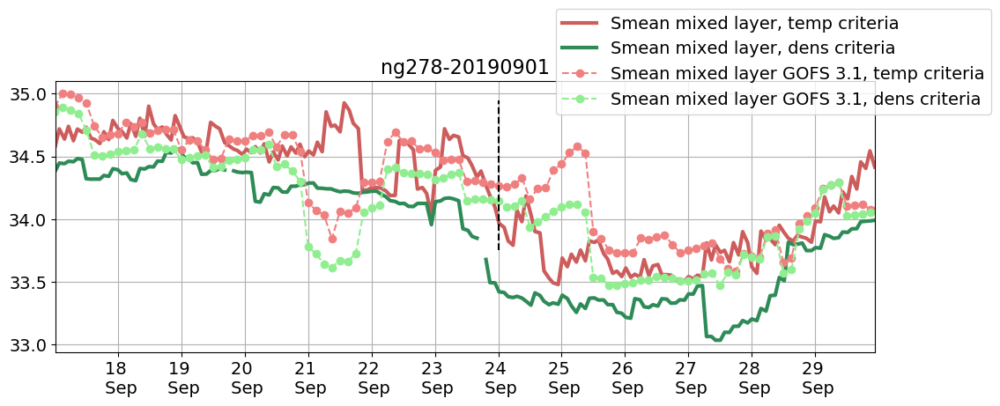 Smean mixed layer, temp criteria
Smean mixed layer, dens criteria
Smean mixed layer GOFS 3.1, temp criteria
Smean mixed layer GOFS 3.1, dens criteria
ng278-20190901
35.0
34.5
34.0
33.5
33.0
18 19 20 21 22 23 24 25 26 27 28 29
Sep Sep Sep Sep Sep Sep Sep Sep Sep Sep Sep Sep